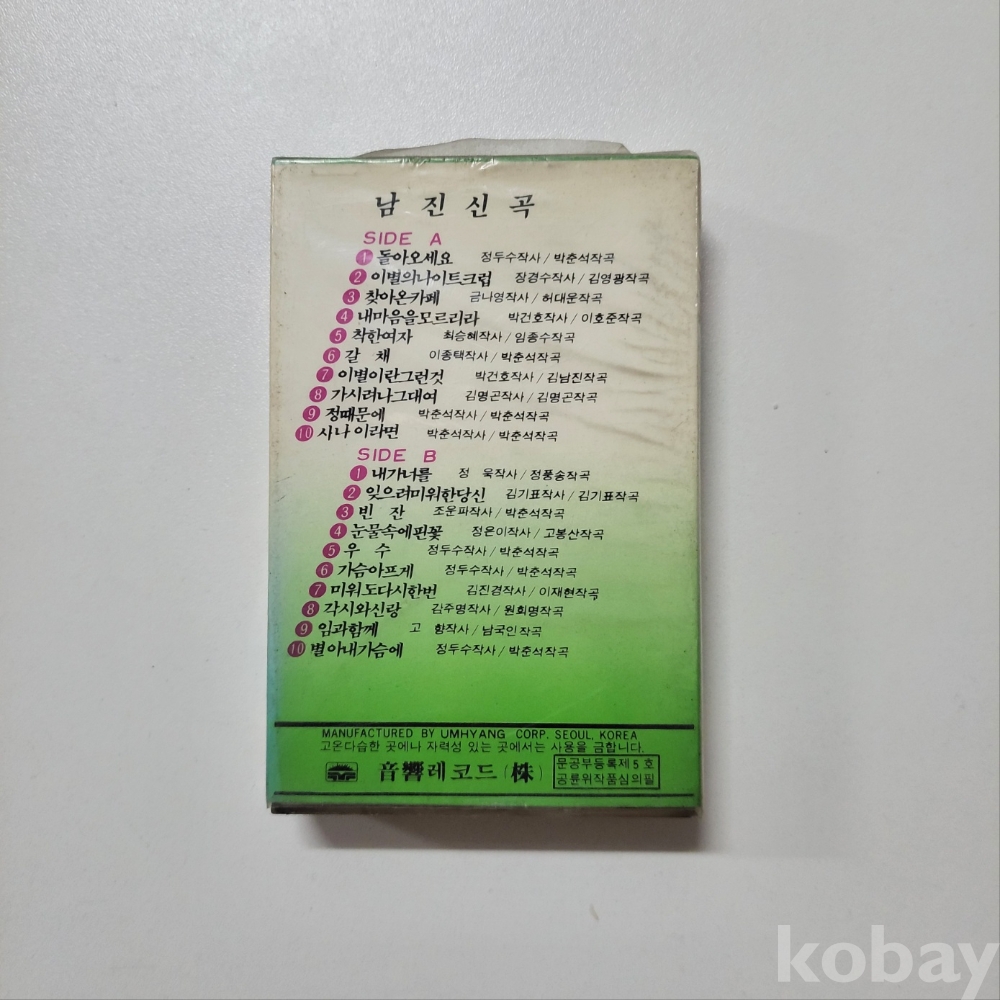 남진신곡
SIDE A
1 돌아오세요 정두수작사/박춘석작곡
2 이별의나이트크럽 장경수작사/김영광작곡
3 찾아온카페 금나영작사/허대운작곡
4 내마음을모르리라 박건호작사/이호준작곡
5 착한여자 최승혜작사/임종수작곡
6 갈 채 이종택작사/박춘석작곡
7 이별이란그런것 박건호작사/김남진작곡
8 가시려나그대여 김명곤작사/김명곤작곡
9 정때문에 박춘석작사/박춘석작곡
10 사나이라면 박춘석작사/박춘석작곡
SIDE B
1 내가너를 정 욱작사/정풍송작곡
2 잊으려미워한당신 김기표작사/김기표작곡
3 빈 잔 조운파작사/박춘석작곡
4 눈물속에핀꽃 정은이작사/고봉산작곡
5 우 수 정두수작사/박춘석작곡
6 가슴아프게 정두수작사/박춘석작곡
7 미워도다시한번 김진경작사/이재현작곡
8 각시와신랑 김주명작사/원희명작곡
9 임과함께 고 향작사/남국인작곡
10 별아내가슴에 정두수작사/박춘석작곡
MANUFACTURED BY UMHYANG CORP. SEOUL, KOREA
고온다습한 곳에나 자력성 있는 곳에서는 사용을 금합니다.
音響레코드(株)
문공부등록제5호
공륜위작품심의필
kobay